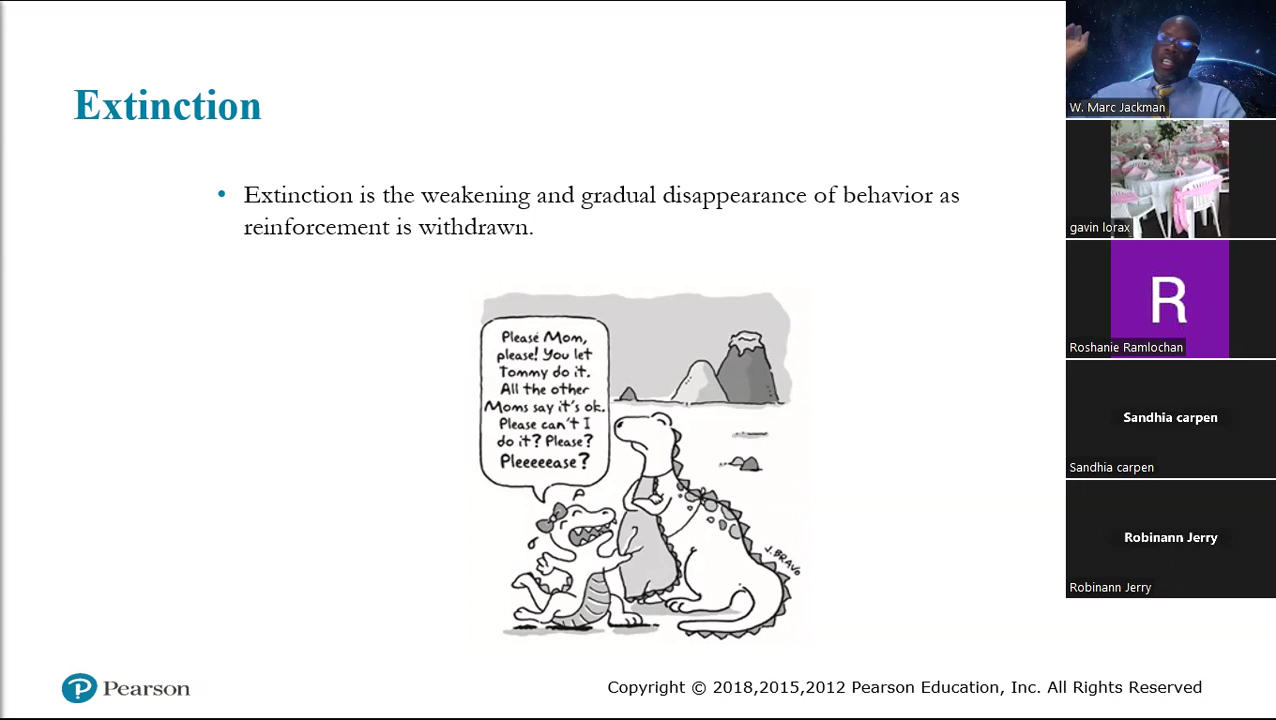 Extinction
• Extinction is the weakening and gradual disappearance of behavior as
reinforcement is withdrawn.
Please Mom,
please! You let
Tommy do it.
All the other
Moms say it's ok.
Please can't I
do it? Please?
Pleeeeease?
J. BRAVO
Pearson
Copyright © 2018,2015,2012 Pearson Education, Inc. All Rights Reserved
W. Marc Jackman
gavin lorax
R
Roshanie Ramlochan
Sandhia carpen
Sandhia carpen
Robinann Jerry
Robinann Jerry